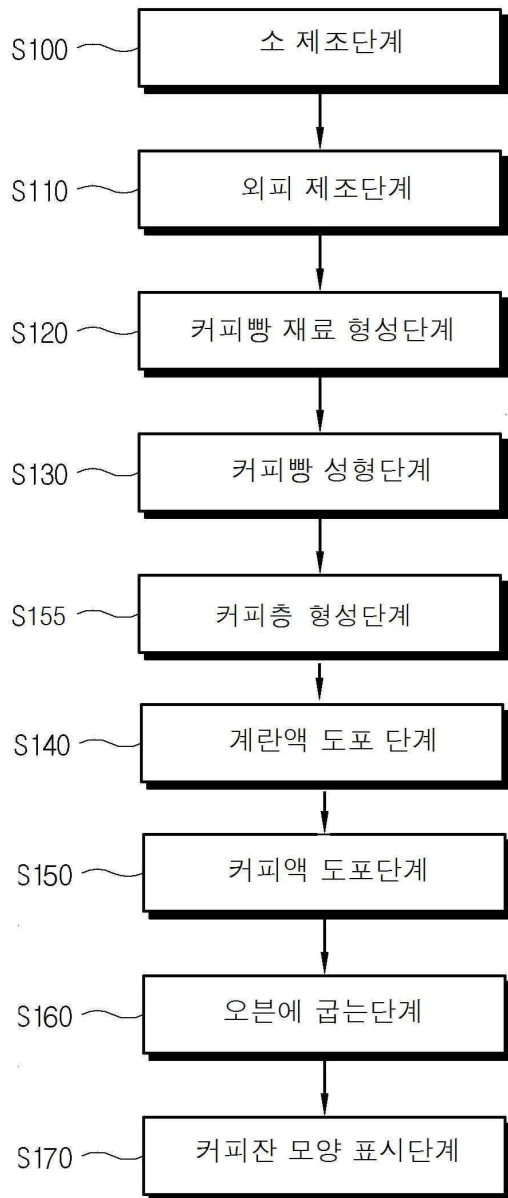 S100 소 제조단계
S110 외피 제조단계
S120 커피빵 재료 형성단계
S130 커피빵 성형단계
S155 커피층 형성단계
S140 계란액 도포 단계
S150 커피액 도포단계
S160 오븐에 굽는단계
S170 커피잔 모양 표시단계